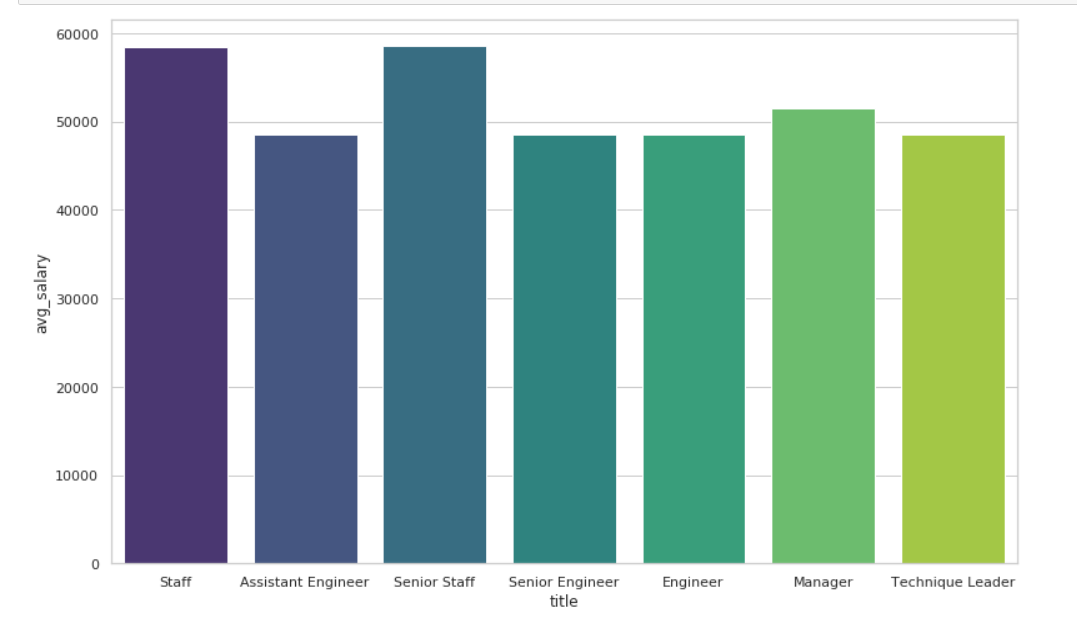 60000
50000
40000
30000
20000
10000
0
avg_salary
Staff Assistant Engineer Senior Staff Senior Engineer Engineer Manager Technique Leader
title